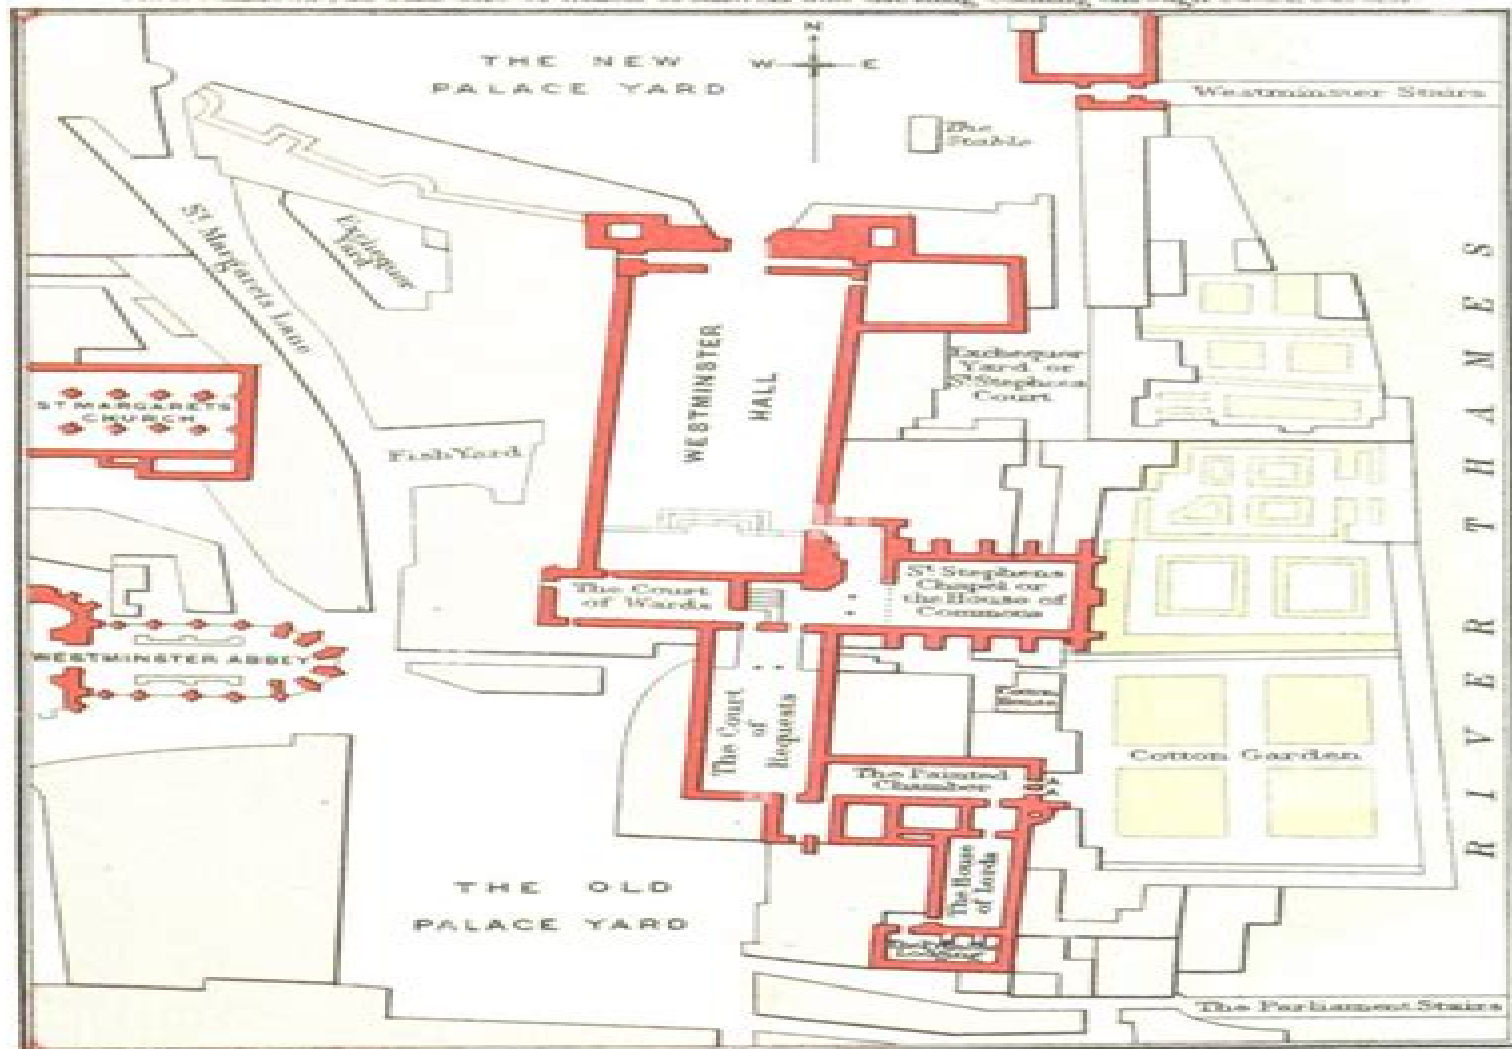 N
W E
THE NEW
PALACE YARD
Westminster Stairs
The
Stable
St Margarets Lane
Exchequer
Yard
WESTMINSTER
HALL
Exchequer
Yard or
St Stephens
Court
ST MARGARETS
CHURCH
Fish Yard
RIVER THAMES
The Court
of Wards
St Stephens
Chapel or
the House of
Commons
WESTMINSTER ABBEY
The Court
of
Requests
House
Cotton Garden
The Painted
Chamber
A
A
The House
of Lords
THE OLD
PALACE YARD
Lodging
The Parliament Stairs